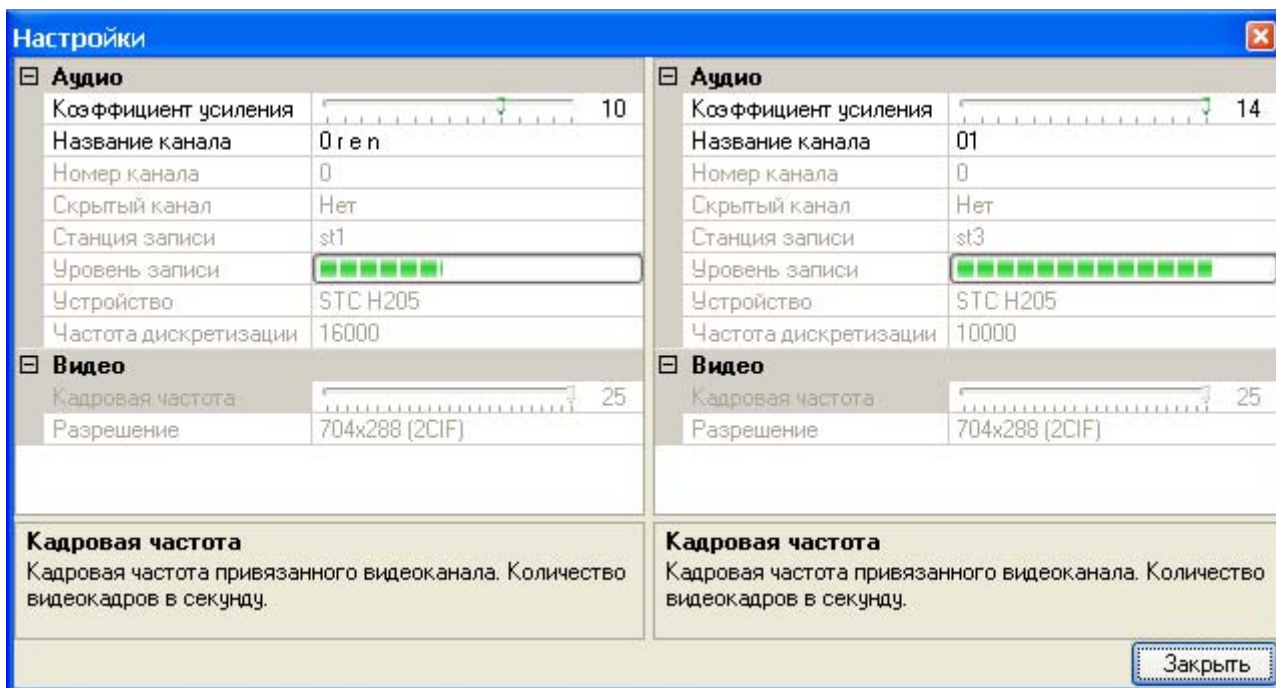 Настройки
Аудио
Коэффициент усиления 10
Название канала O r e n
Номер канала 0
Скрытый канал Нет
Станция записи st1
Уровень записи
Устройство STC H205
Частота дискретизации 16000
Видео
Кадровая частота 25
Разрешение 704x288 (2CIF)
Кадровая частота
Кадровая частота привязанного видеоканала. Количество
видеокадров в секунду.
Аудио
Коэффициент усиления 14
Название канала 01
Номер канала 0
Скрытый канал Нет
Станция записи st3
Уровень записи
Устройство STC H205
Частота дискретизации 10000
Видео
Кадровая частота 25
Разрешение 704x288 (2CIF)
Кадровая частота
Кадровая частота привязанного видеоканала. Количество
видеокадров в секунду.
Закрыть